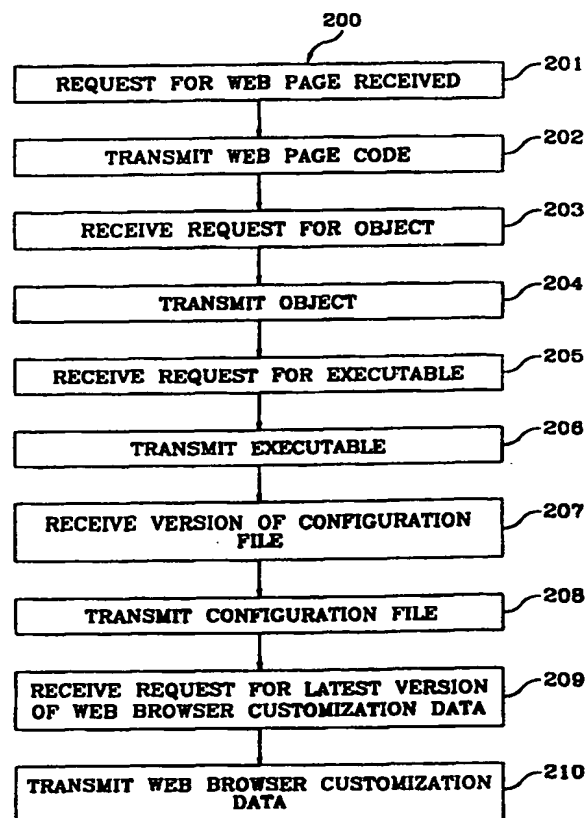 200
REQUEST FOR WEB PAGE RECEIVED
201
TRANSMIT WEB PAGE CODE
202
RECEIVE REQUEST FOR OBJECT
203
TRANSMIT OBJECT
204
RECEIVE REQUEST FOR EXECUTABLE
205
TRANSMIT EXECUTABLE
206
RECEIVE VERSION OF CONFIGURATION
FILE
207
TRANSMIT CONFIGURATION FILE
208
RECEIVE REQUEST FOR LATEST VERSION
OF WEB BROWSER CUSTOMIZATION DATA
209
TRANSMIT WEB BROWSER CUSTOMIZATION
DATA
210